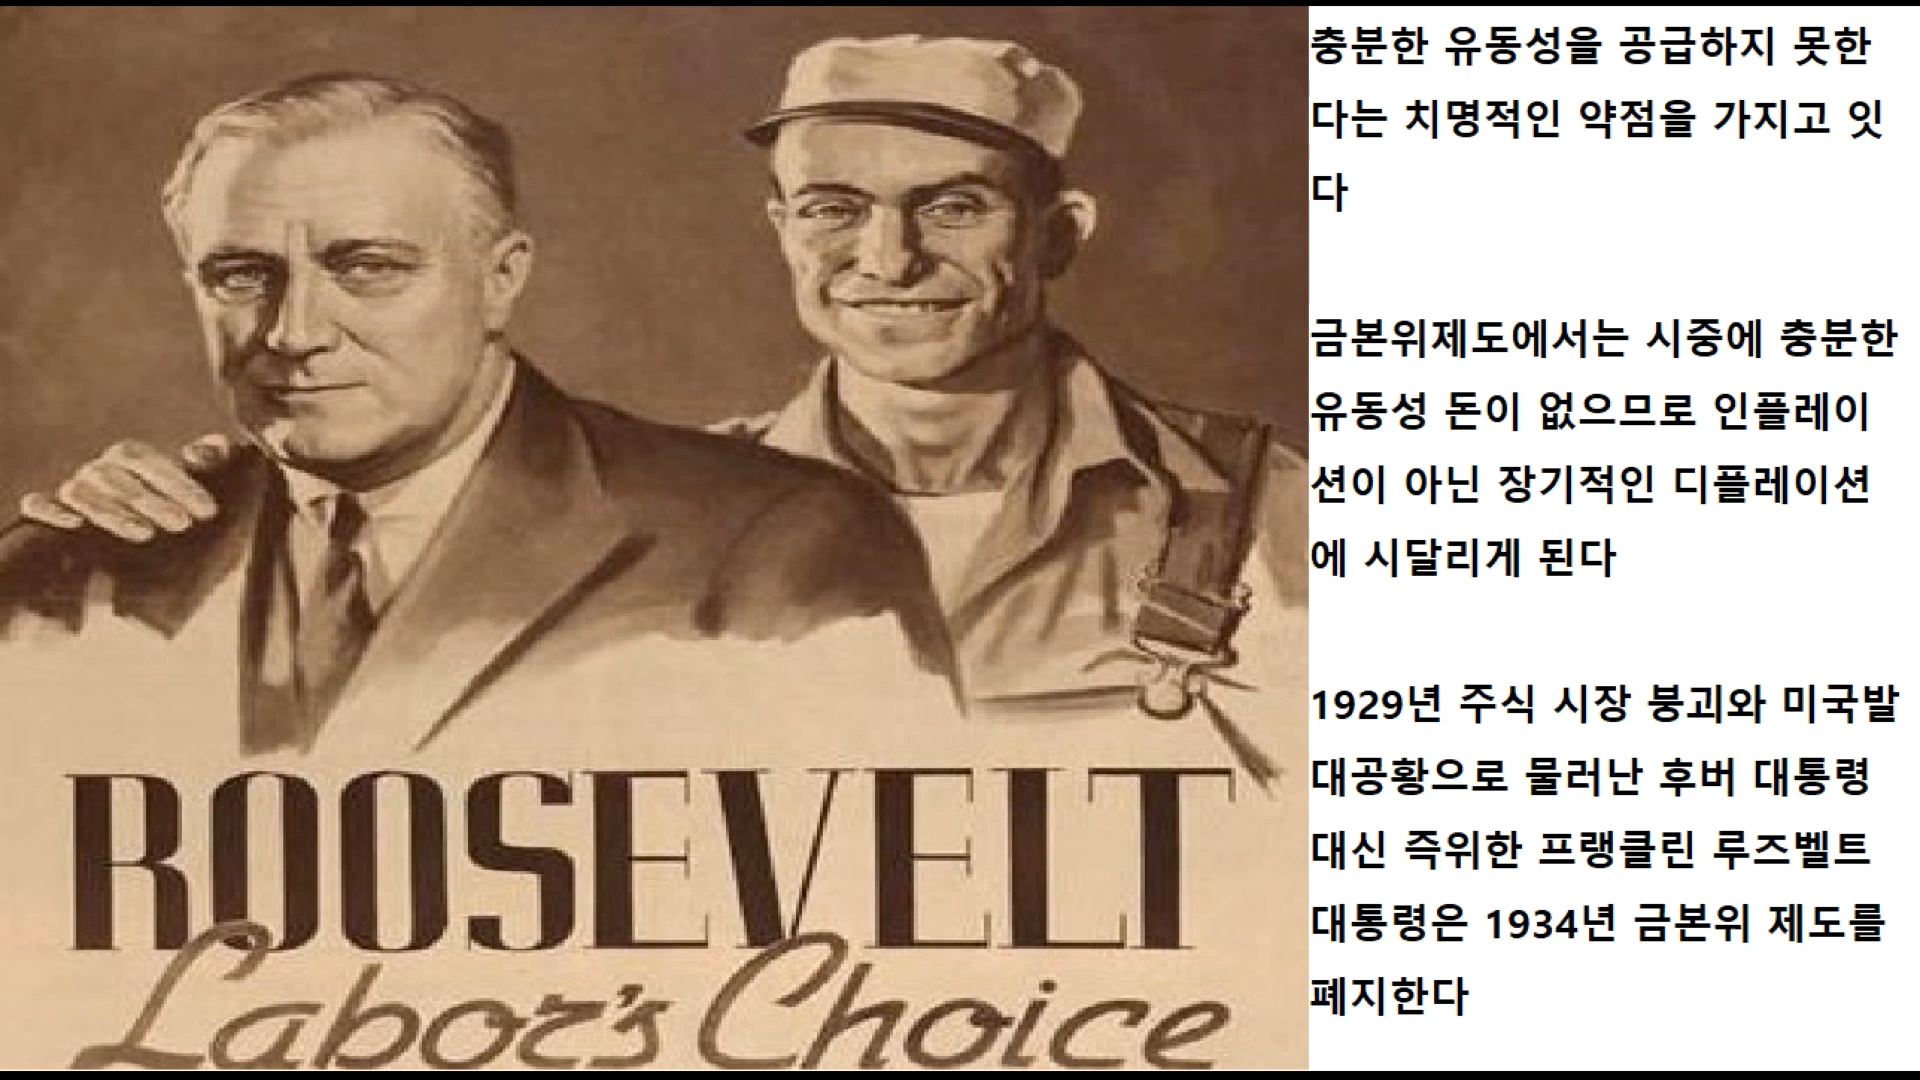 충분한 유동성을 공급하지 못한
다는 치명적인 약점을 가지고 잇
다
금본위제도에서는 시중에 충분한
유동성 돈이 없으므로 인플레이
션이 아닌 장기적인 디플레이션
에 시달리게 된다
1929년 주식 시장 붕괴와 미국발
대공황으로 물러난 후버 대통령
대신 즉위한 프랭클린 루즈벨트
대통령은 1934년 금본위 제도를
폐지한다
ROOSEVELT
Labor's Choice